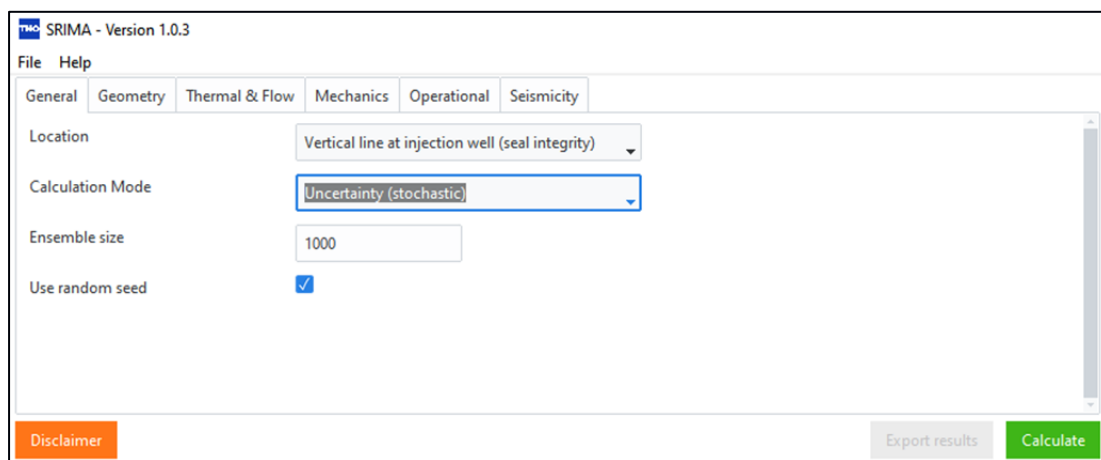 TNO SRIMA - Version 1.0.3
File Help
General Geometry Thermal & Flow Mechanics Operational Seismicity
Location Vertical line at injection well (seal integrity)
Calculation Mode Uncertainty (stochastic)
Ensemble size 1000
Use random seed
Disclaimer Export results Calculate